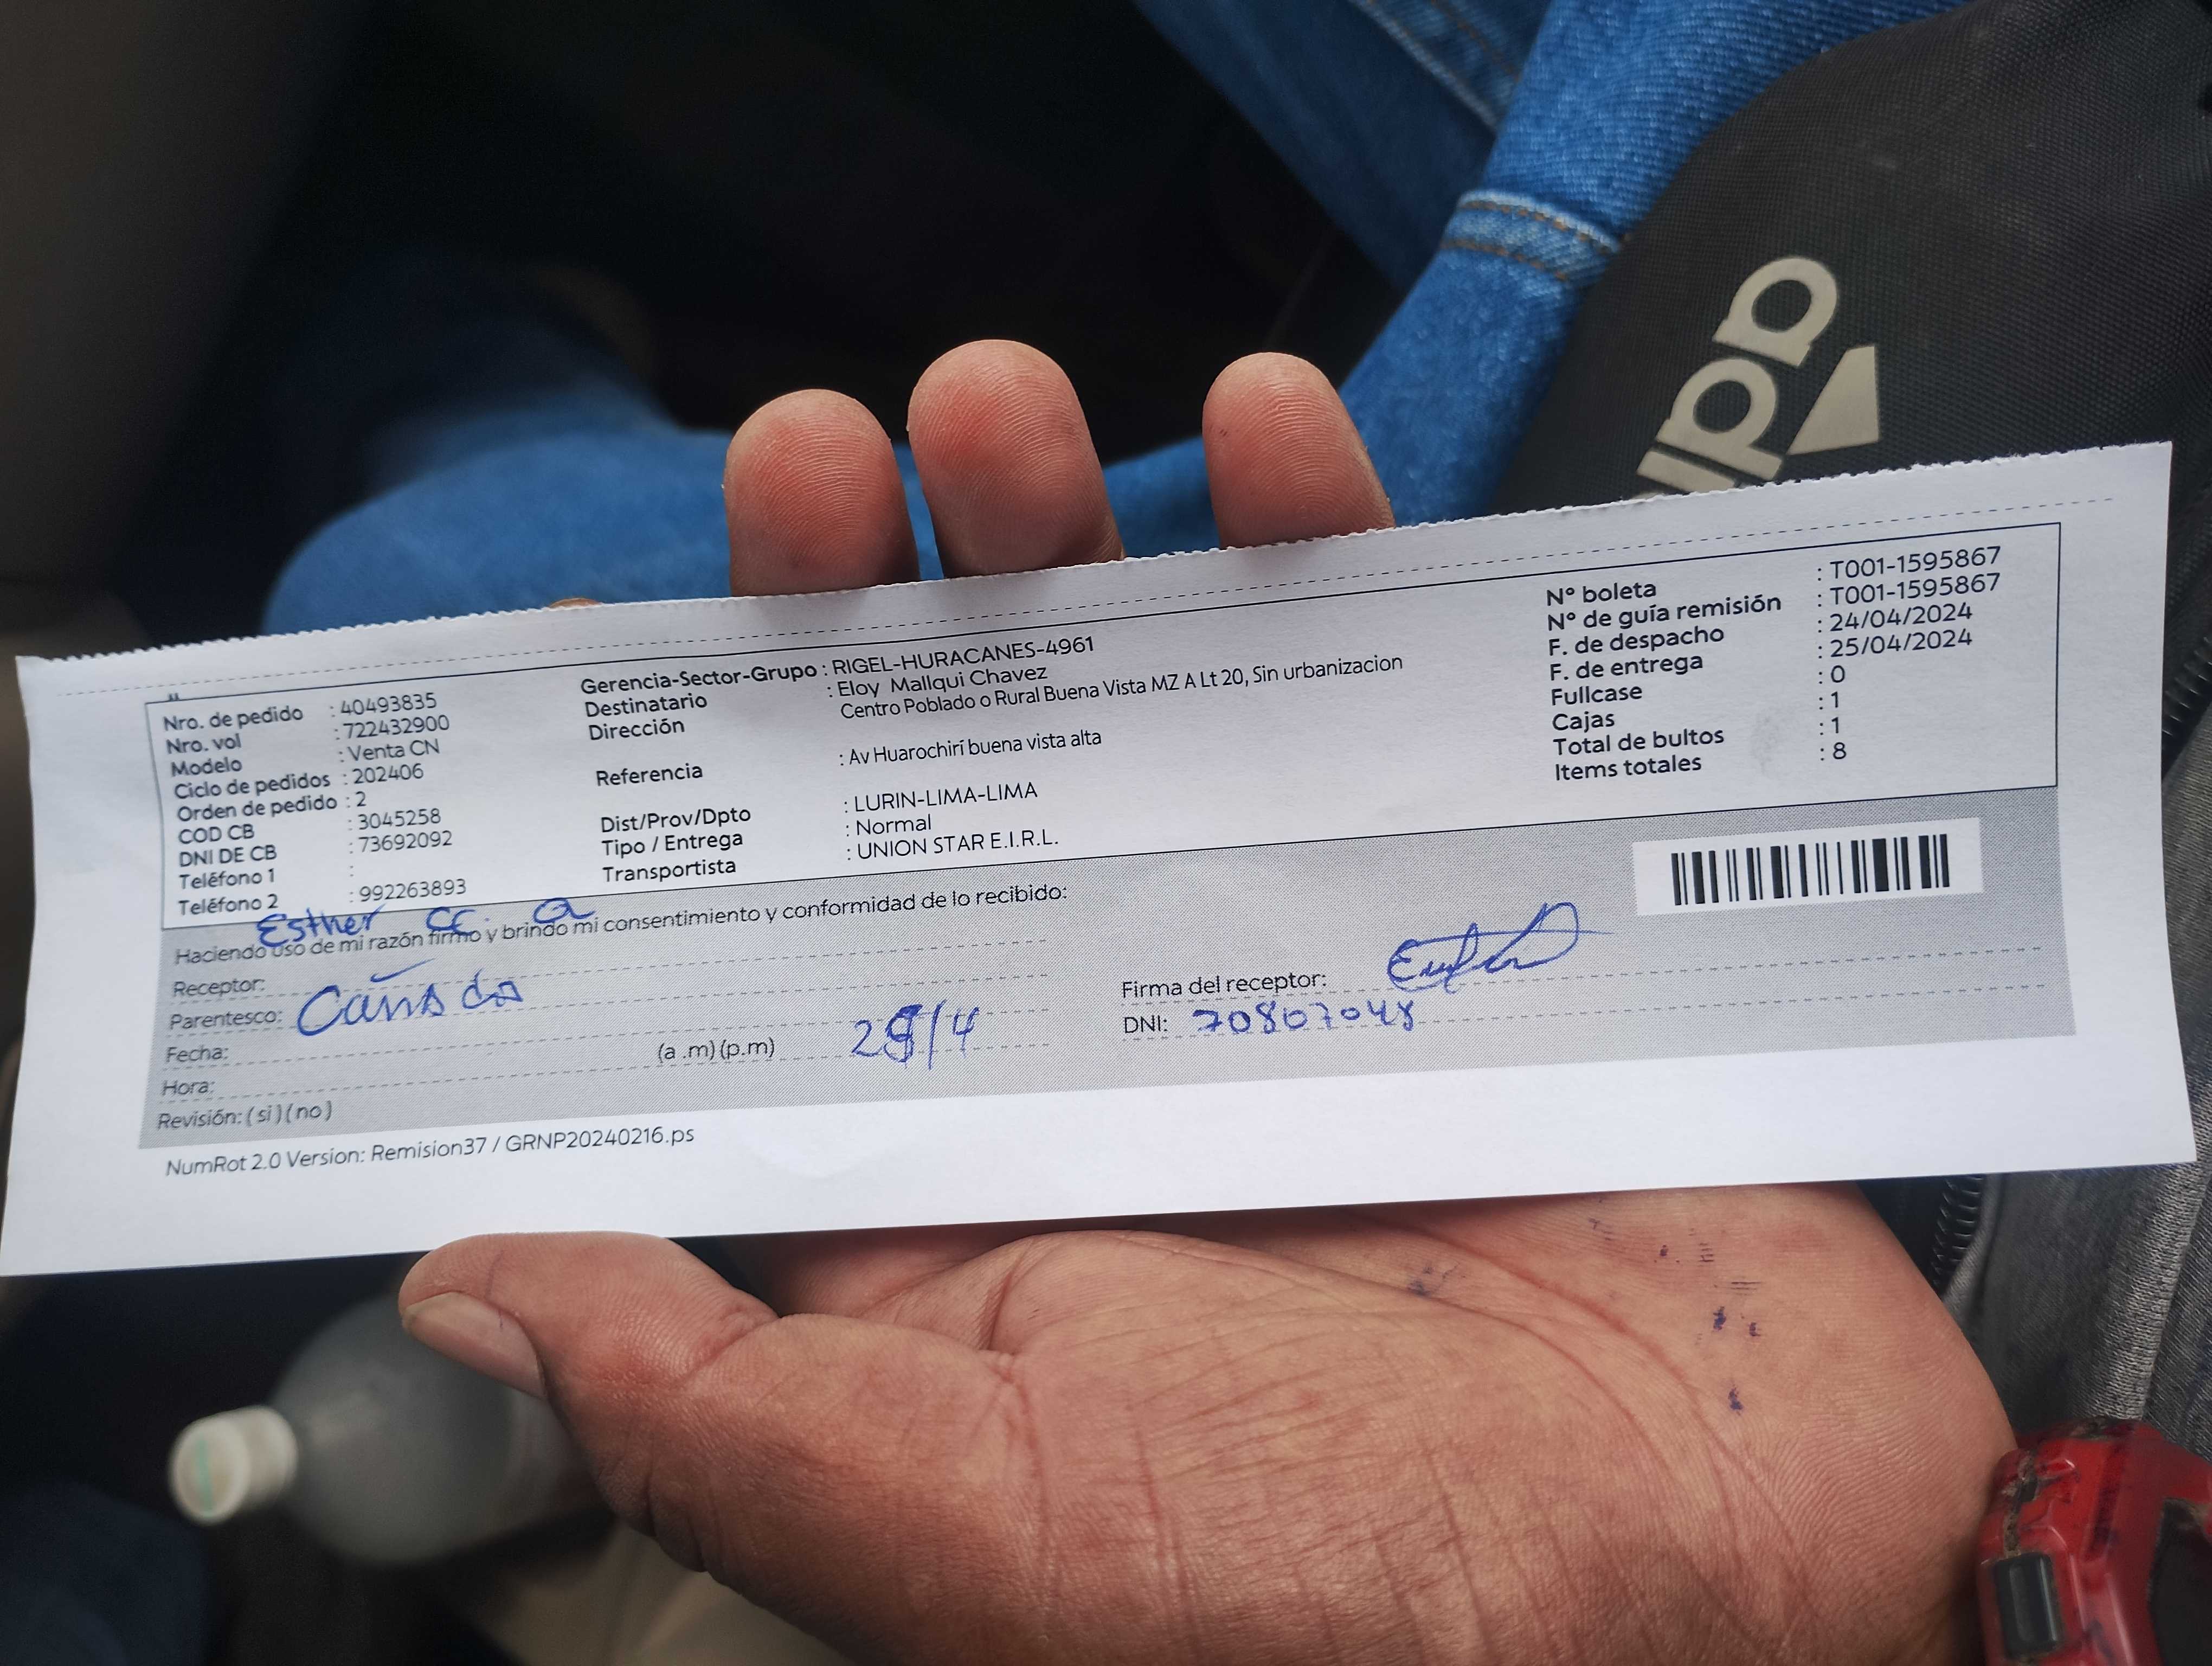 adida
Nro. de pedido : 40493835
Nro. vol : 722432900
Modelo : Venta CN
Ciclo de pedidos : 202406
Orden de pedido : 2
COD CB : 3045258
DNI DE CB : 73692092
Teléfono 1 :
Teléfono 2 : 992263893
Gerencia-Sector-Grupo : RIGEL-HURACANES-4961
Destinatario : Eloy Mallqui Chavez
Dirección Centro Poblado o Rural Buena Vista MZ A Lt 20, Sin urbanizacion
Referencia : Av Huarochirí buena vista alta
Dist/Prov/Dpto : LURIN-LIMA-LIMA
Tipo / Entrega : Normal
Transportista : UNION STAR E.I.R.L.
N° boleta : T001-1595867
N° de guía remisión : T001-1595867
F. de despacho : 24/04/2024
F. de entrega : 25/04/2024
Fullcase : 0
Cajas : 1
Total de bultos : 1
Items totales : 8
Esther cc.
Haciendo uso de mi razón firmo y brindo mi consentimiento y conformidad de lo recibido:
Receptor:
Parentesco:
Fecha:
(a .m) (p.m) 25/4
Hora:
Revisión: ( si ) ( no )
Firma del receptor:
DNI: 70807048
NumRot 2.0 Version: Remision37 / GRNP20240216.ps